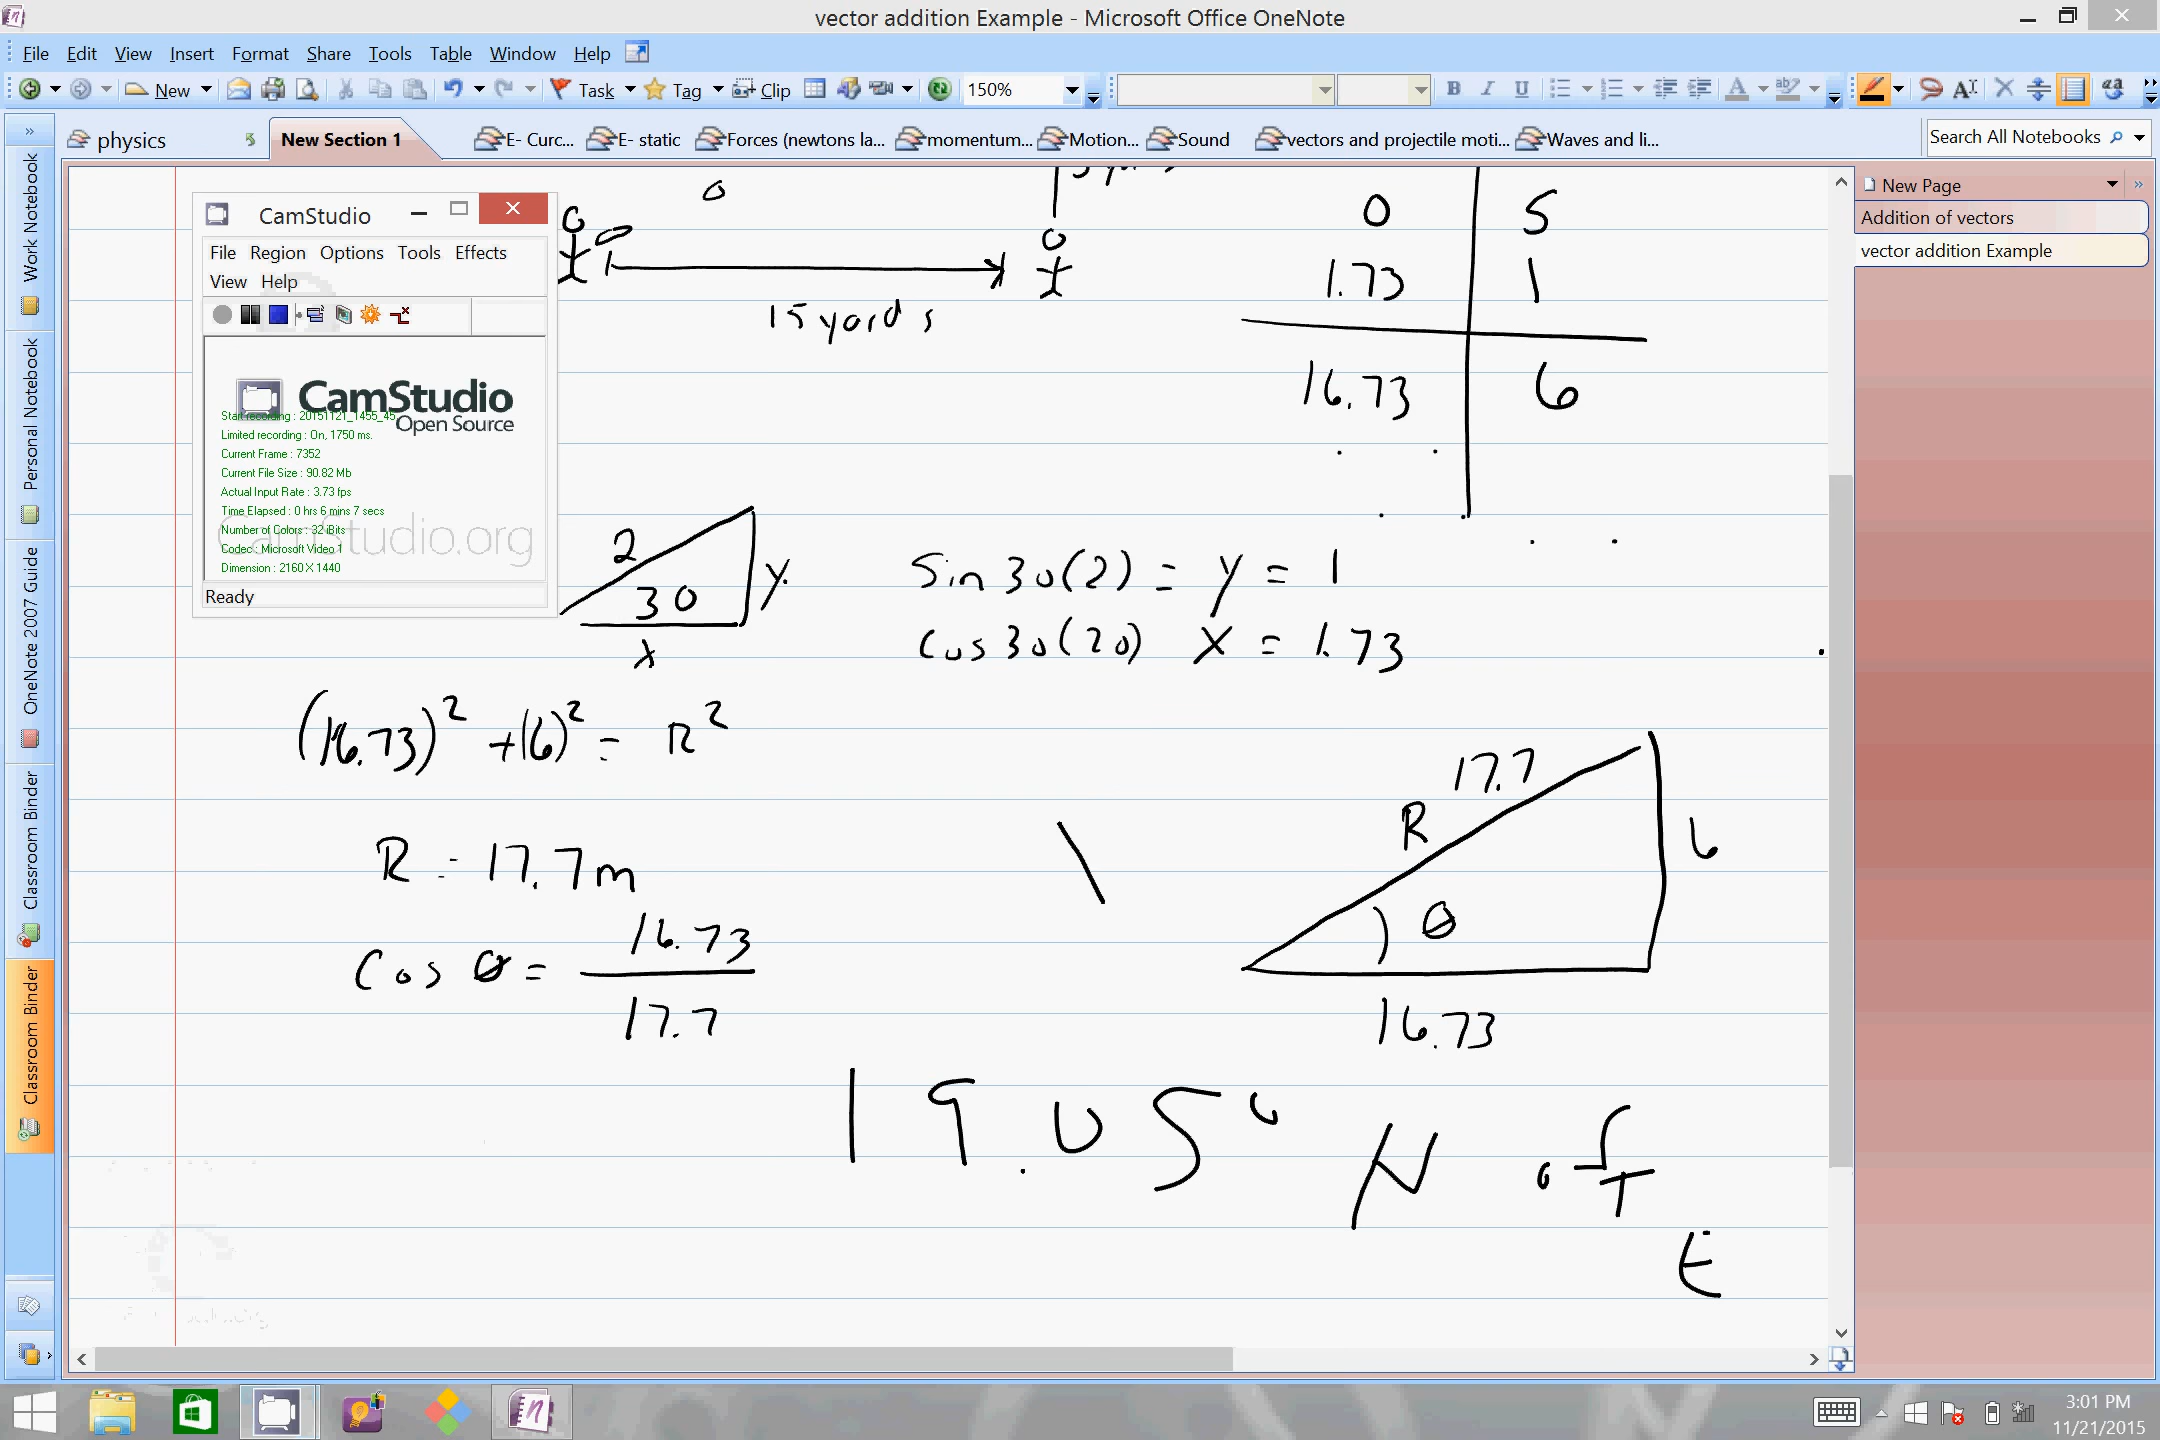 vector addition Example - Microsoft Office OneNote
File Edit View Insert Format Share Tools Table Window Help
New Task Tag Clip 150% B I U
physics New Section 1 E- Curc... E- static Forces (newtons la... momentum... Motion... Sound vectors and projectile moti... Waves and li... Search All Notebooks
Work Notebook
Personal Notebook
OneNote 2007 Guide
Classroom Binder
Classroom Binder
New Page
Addition of vectors
vector addition Example
CamStudio
File Region Options Tools Effects
View Help
CamStudio
Open Source
Start recording : 20151121_1455_45
Limited recording : On, 1750 ms.
Current Frame : 7352
Current File Size : 90.82 Mb
Actual Input Rate : 3.73 fps
Time Elapsed : 0 hrs 6 mins 7 secs
Number of Colors : 32 iBits
Codec : Microsoft Video 1
Dimension : 2160 X 1440
CamStudio.org
Ready
15 yards
0 5
1.73 1
16.73 6
2
30
y
x
Sin 30(2) = y = 1
Cos 30(20) x = 1.73
(16.73)² + (6)² = R²
R = 17.7m
Cos θ = 16.73
17.7
17.7
R
6
θ
16.73
19.05° N of
E
3:01 PM
11/21/2015